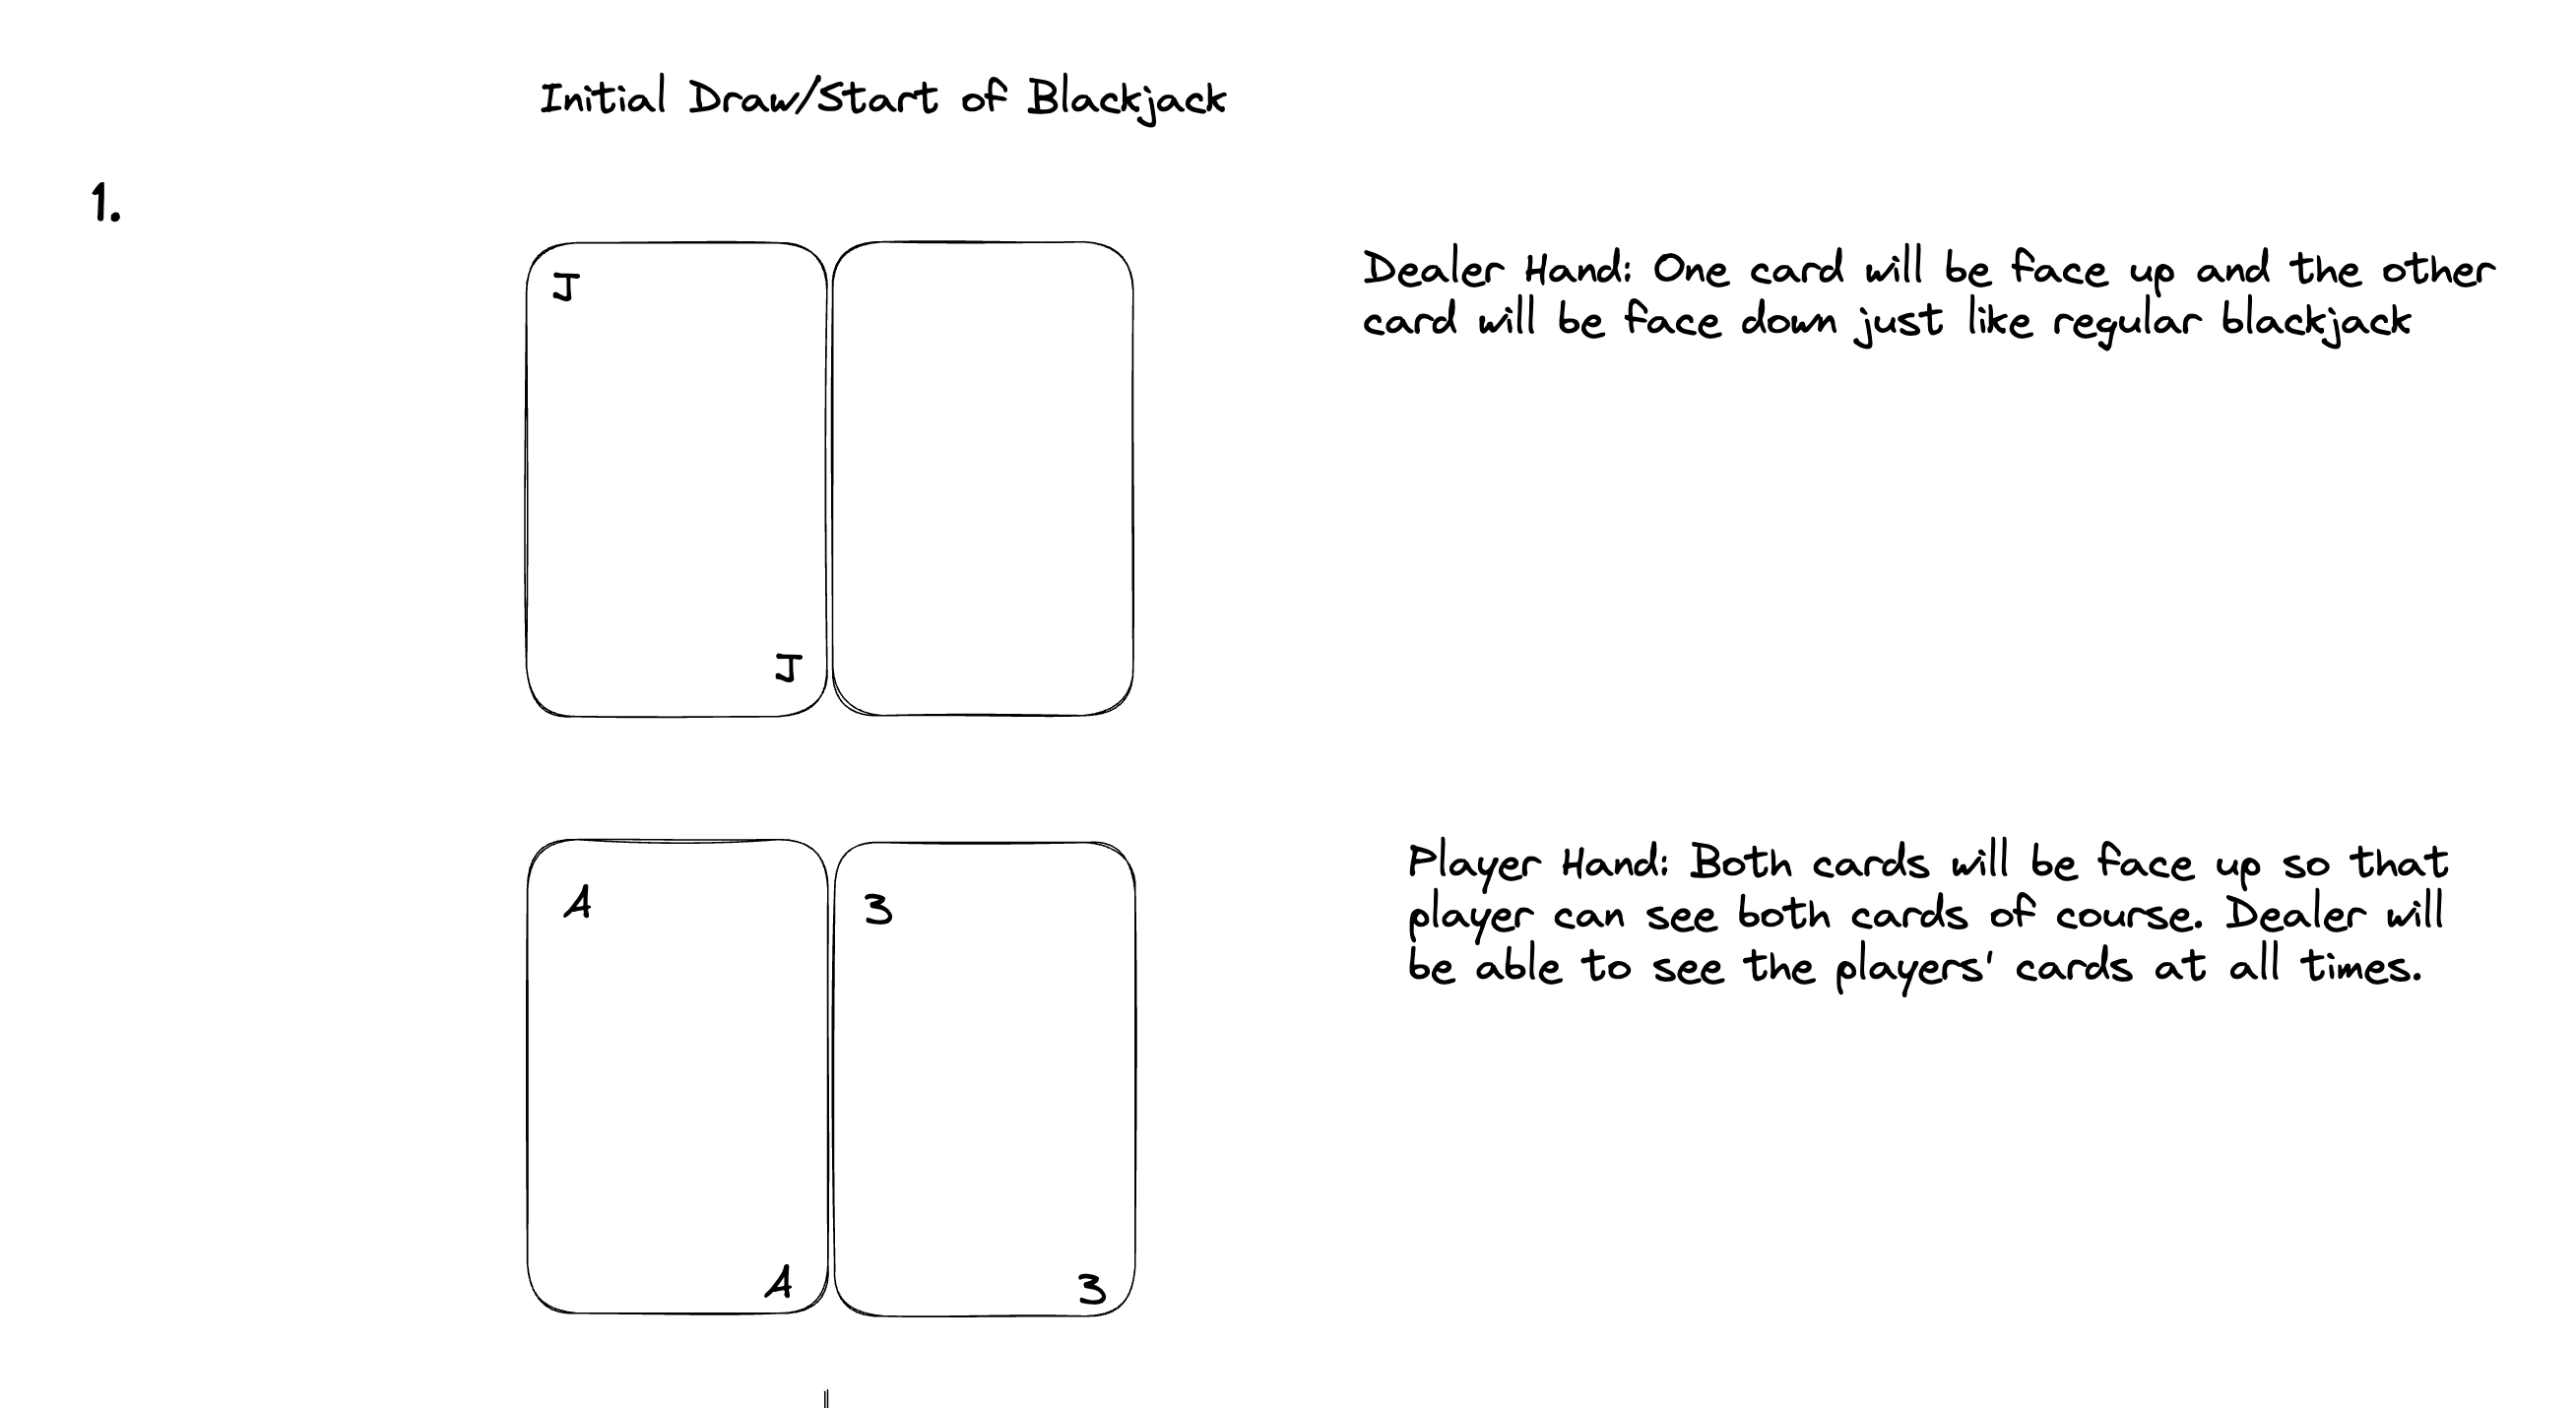 Initial Draw/Start of Blackjack
1.
J
J
Dealer Hand: One card will be face up and the other
card will be face down just like regular blackjack
A
3
A
3
Player Hand: Both cards will be face up so that
player can see both cards of course. Dealer will
be able to see the players' cards at all times.